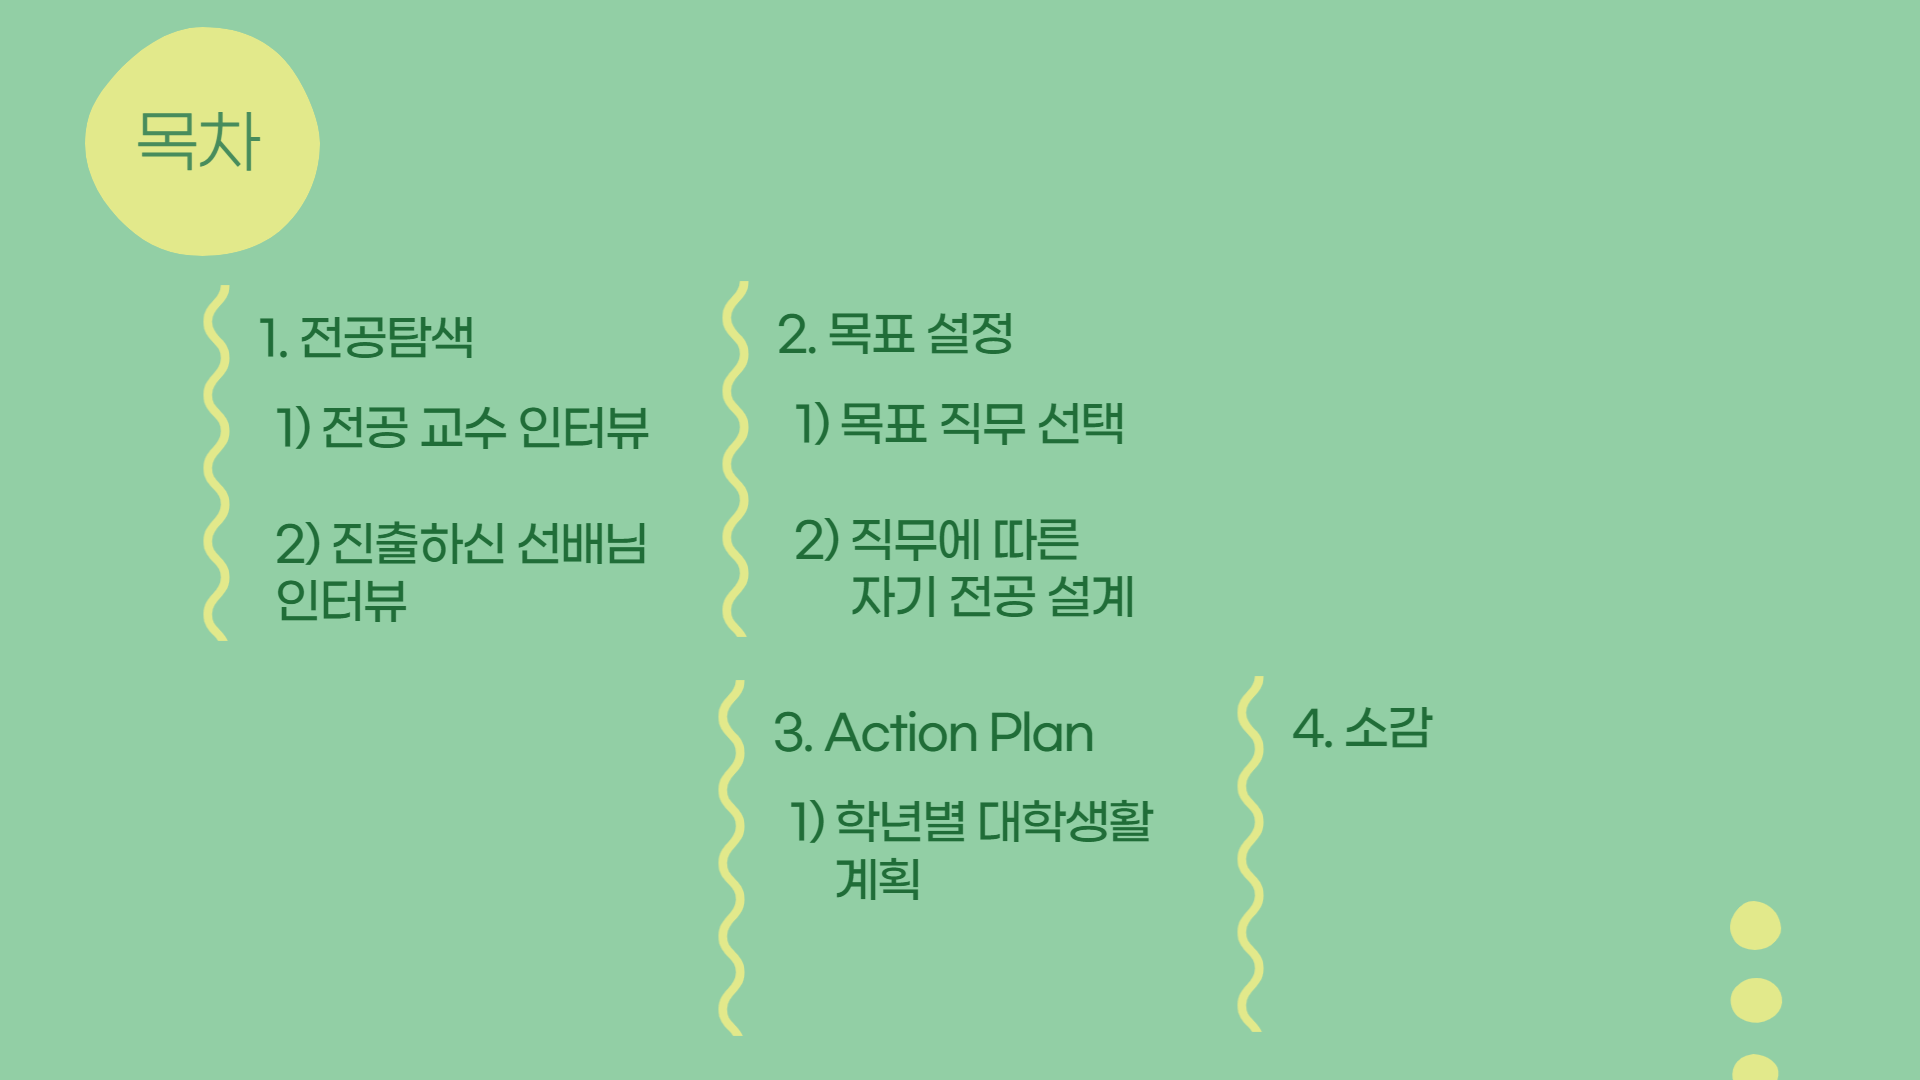 목차
1. 전공탐색
1) 전공 교수 인터뷰
2) 진출하신 선배님
인터뷰
2. 목표 설정
1) 목표 직무 선택
2) 직무에 따른
자기 전공 설계
3. Action Plan
1) 학년별 대학생활
계획
4. 소감